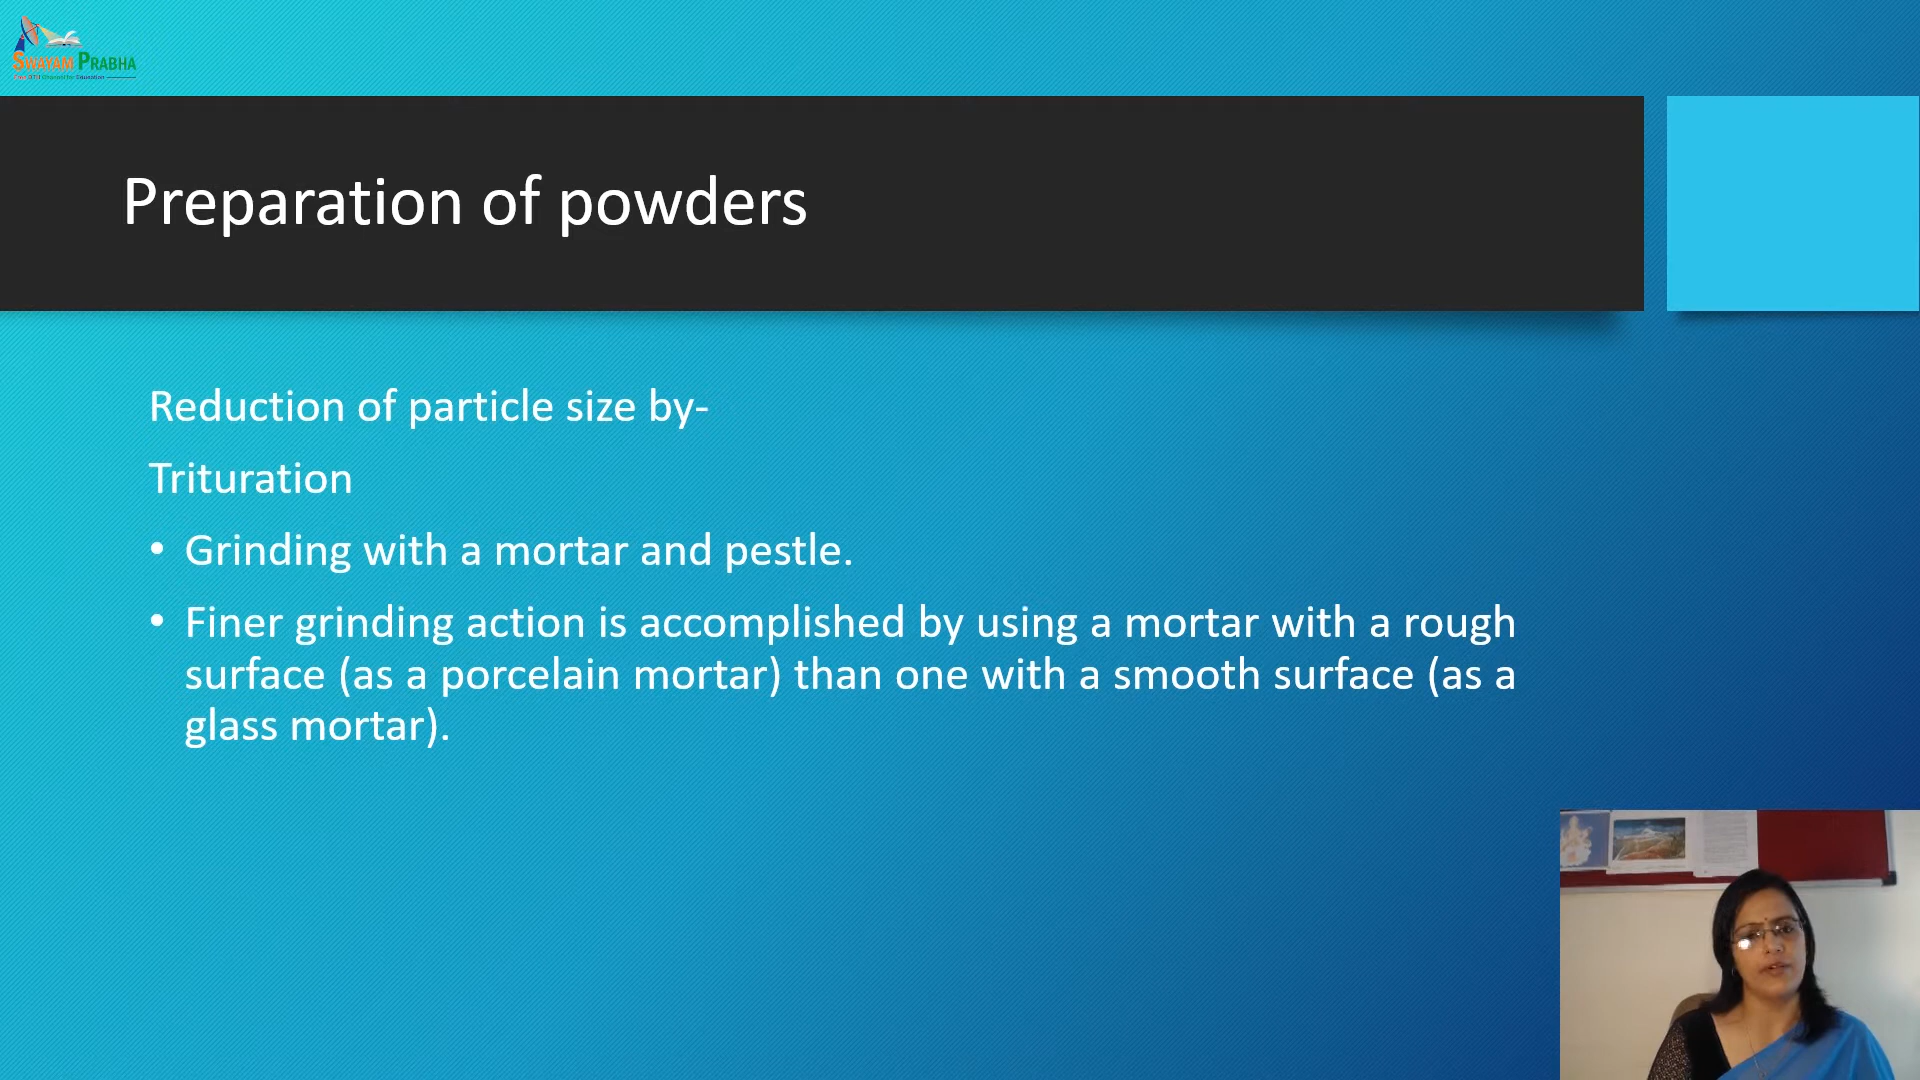 SWAYAM PRABHA
Preparation of powders
Reduction of particle size by-
Trituration
• Grinding with a mortar and pestle.
• Finer grinding action is accomplished by using a mortar with a rough
surface (as a porcelain mortar) than one with a smooth surface (as a
glass mortar).